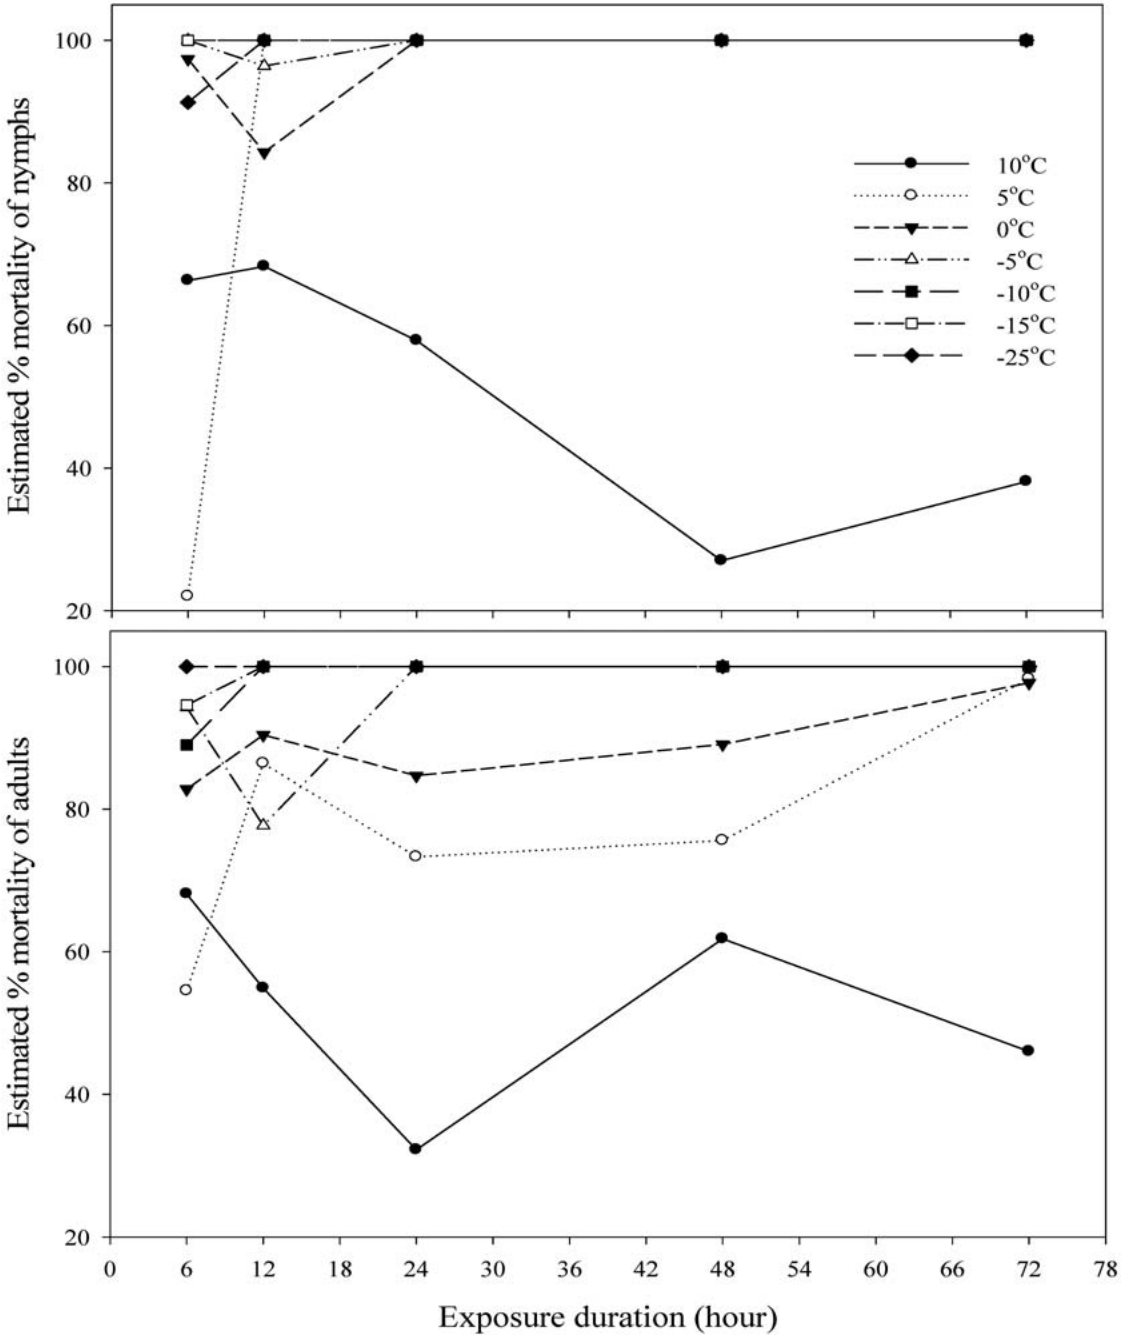 Estimated % mortality of nymphs
100
80
60
40
20
10°C
5°C
0°C
-5°C
-10°C
-15°C
-25°C
Estimated % mortality of adults
100
80
60
40
20
0 6 12 18 24 30 36 42 48 54 60 66 72 78
Exposure duration (hour)